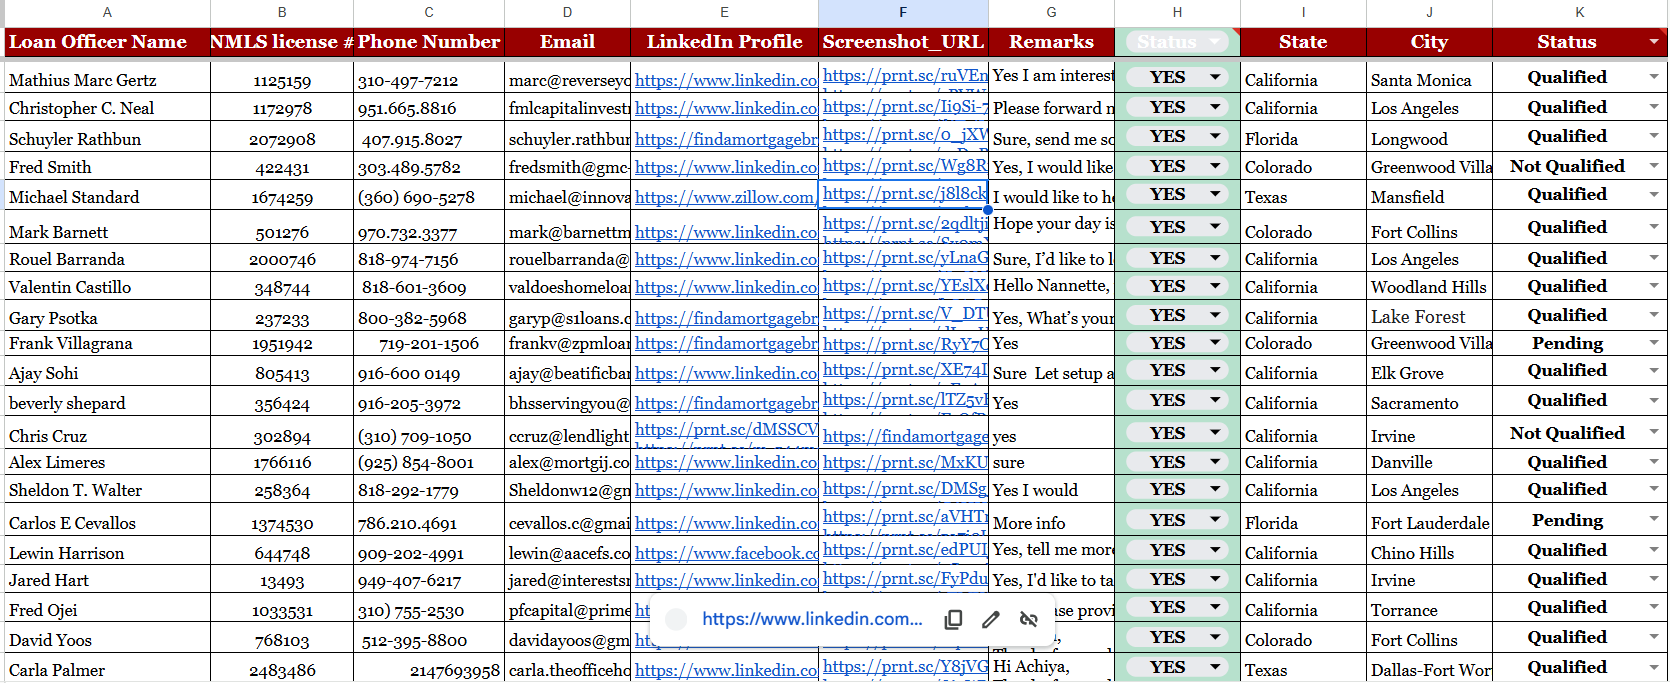 A B C D E F G H I J K
Loan Officer Name NMLS license # Phone Number Email LinkedIn Profile Screenshot_URL Remarks Status State City Status
Mathius Marc Gertz 1125159 310-497-7212 marc@reverseyo https://www.linkedin.co https://prnt.sc/ruVEn Yes I am interest YES California Santa Monica Qualified
Christopher C. Neal 1172978 951.665.8816 fmlcapitalinvestr https://www.linkedin.co https://prnt.sc/Ii9Si-7 Please forward m YES California Los Angeles Qualified
Schuyler Rathbun 2072908 407.915.8027 schuyler.rathbur https://findamortgagebr https://prnt.sc/0_jXW Sure, send me so YES Florida Longwood Qualified
Fred Smith 422431 303.489.5782 fredsmith@gmc- https://www.linkedin.co https://prnt.sc/Wg8R Yes, I would like YES Colorado Greenwood Villa Not Qualified
Michael Standard 1674259 (360) 690-5278 michael@innova https://www.zillow.com/ https://prnt.sc/j8l8ck I would like to he YES Texas Mansfield Qualified
Mark Barnett 501276 970.732.3377 mark@barnettm https://www.linkedin.co https://prnt.sc/2qdltji Hope your day is YES Colorado Fort Collins Qualified
Rouel Barranda 2000746 818-974-7156 rouelbarranda@ https://www.linkedin.co https://prnt.sc/yLnaG Sure, I'd like to l YES California Los Angeles Qualified
Valentin Castillo 348744 818-601-3609 valdoeshomeloa https://www.linkedin.co https://prnt.sc/YEslX Hello Nannette, YES California Woodland Hills Qualified
Gary Psotka 237233 800-382-5968 garyp@s1loans.c https://findamortgagebr https://prnt.sc/V_DT Yes, What's your YES California Lake Forest Qualified
Frank Villagrana 1951942 719-201-1506 frankv@zpmloar https://findamortgagebr https://prnt.sc/RyY7C Yes YES Colorado Greenwood Villa Pending
Ajay Sohi 805413 916-600 0149 ajay@beatificbar https://www.linkedin.co https://prnt.sc/XE74I Sure Let setup a YES California Elk Grove Qualified
beverly shepard 356424 916-205-3972 bhsservingyou@ https://findamortgagebr https://prnt.sc/lTZ5vI Yes YES California Sacramento Qualified
Chris Cruz 302894 (310) 709-1050 ccruz@lendlight https://prnt.sc/dMSSCV https://findamortgage yes YES California Irvine Not Qualified
Alex Limeres 1766116 (925) 854-8001 alex@mortgij.co https://www.linkedin.co https://prnt.sc/MxKU sure YES California Danville Qualified
Sheldon T. Walter 258364 818-292-1779 Sheldonw12@gn https://www.linkedin.co https://prnt.sc/DMSg Yes I would YES California Los Angeles Qualified
Carlos E Cevallos 1374530 786.210.4691 cevallos.c@gmai https://www.linkedin.co https://prnt.sc/aVHTr More info YES Florida Fort Lauderdale Pending
Lewin Harrison 644748 909-202-4991 lewin@aacefs.co https://www.facebook.co https://prnt.sc/edPUI Yes, tell me more YES California Chino Hills Qualified
Jared Hart 13493 949-407-6217 jared@interestsr https://www.linkedin.co https://prnt.sc/FyPdu Yes, I'd like to ta YES California Irvine Qualified
Fred Ojei 1033531 310) 755-2530 pfcapital@prime ht https://www.linkedin.com... ase provi YES California Torrance Qualified
David Yoos 768103 512-395-8800 davidayoos@gm YES Colorado Fort Collins Qualified
Carla Palmer 2483486 2147693958 carla.theofficeho https://www.linkedin.co https://prnt.sc/Y8jVG Hi Achiya, YES Texas Dallas-Fort Wor Qualified